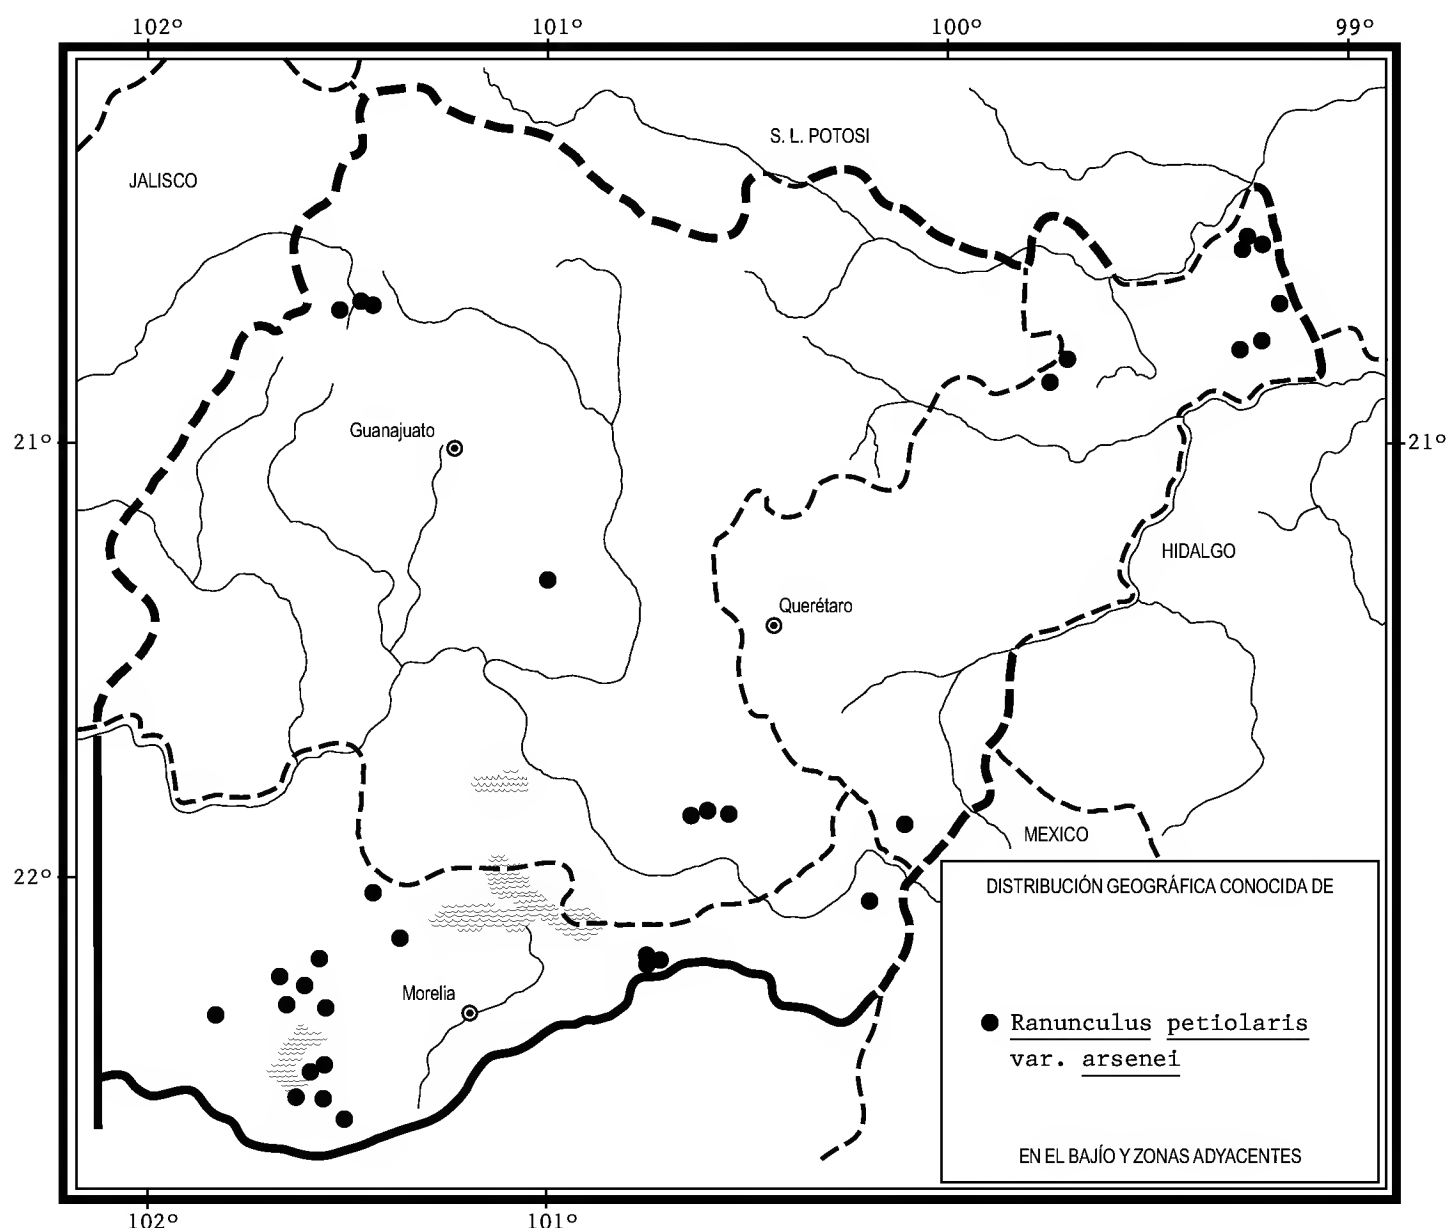 102º 101º 100º 99º
S. L. POTOSI
JALISCO
Guanajuato
21º 21º
HIDALGO
Querétaro
MEXICO
22º
DISTRIBUCIÓN GEOGRÁFICA CONOCIDA DE
Morelia
Ranunculus petiolaris
var. arsenei
EN EL BAJÍO Y ZONAS ADYACENTES
102º 101º